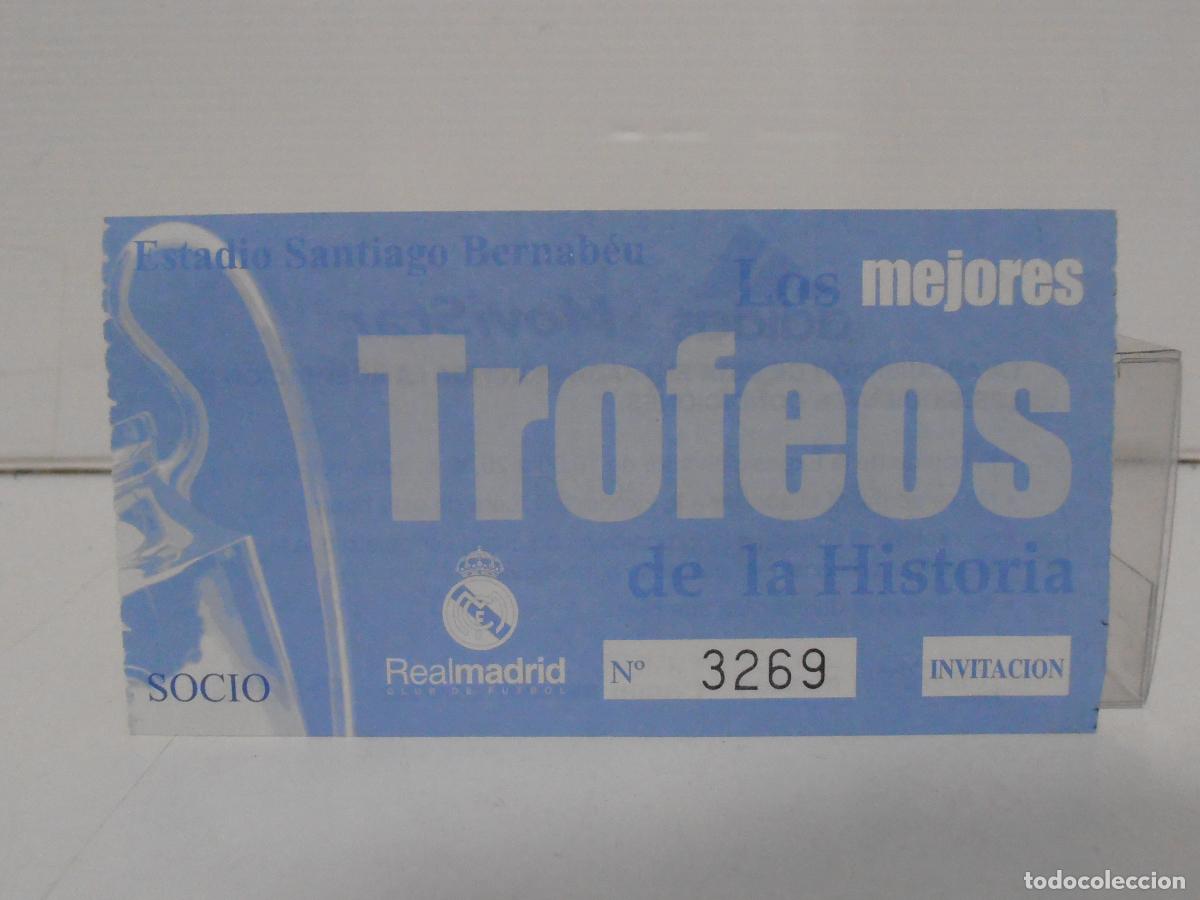 Estadio Santiago Bernabéu
Los mejores
Trofeos
de la Historia
Realmadrid
CLUB DE FUTBOL
SOCIO
Nº 3269
INVITACION
todocoleccion